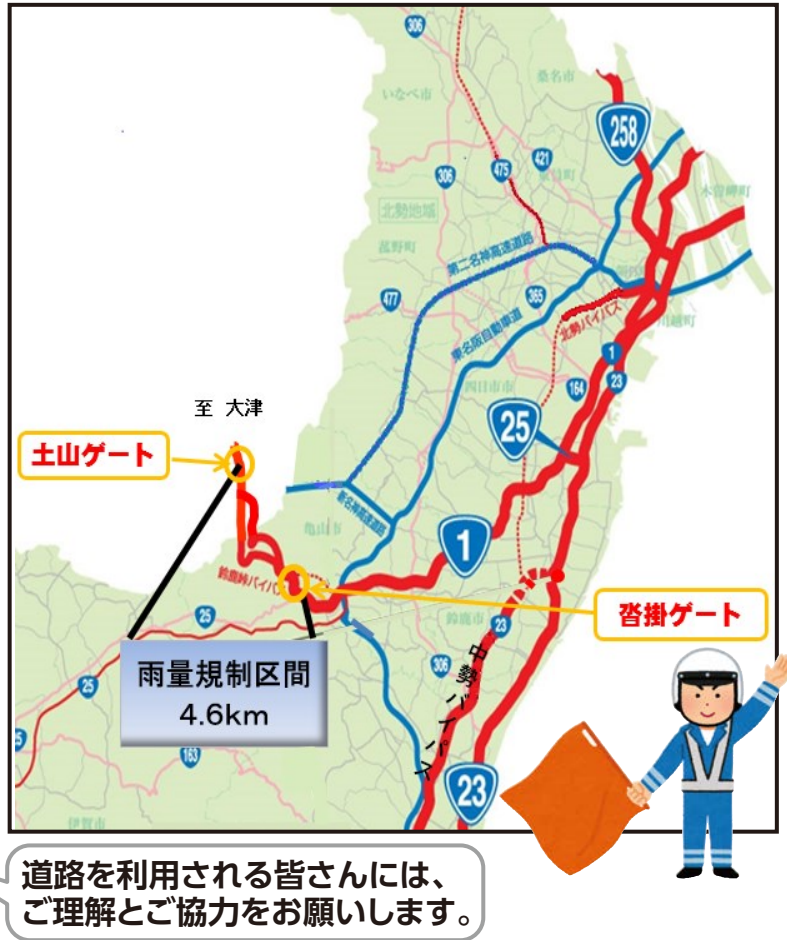 306
桑名市
いなべ市
258
475
421
東員町
306
木曽岬町
北勢地域
菰野町
第二名神高速道路
477
365
北勢バイパス
川越町
東名阪自動車道
1
至 大津
四日市市
164
23
25
土山ゲート
新名神高速道路
亀山市
1
鈴鹿峠バイパス
沓掛ゲート
25
鈴鹿市
23
雨量規制区間
4.6km
306
中勢バイパス
25
163
23
伊賀市
道路を利用される皆さんには、
ご理解とご協力をお願いします。